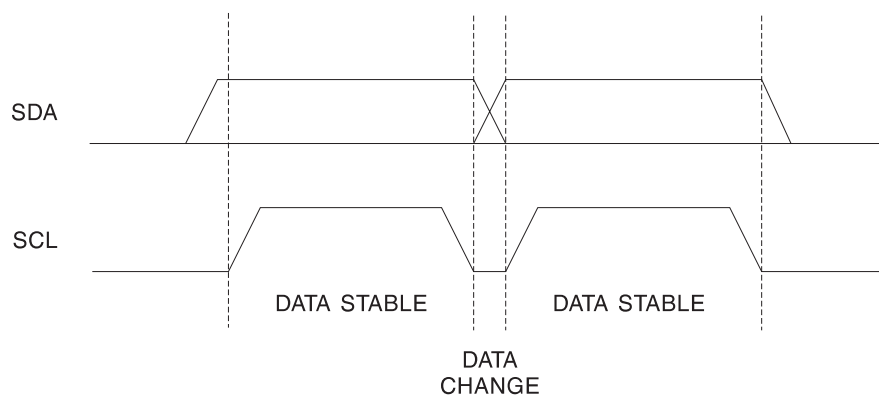 SDA
SCL
DATA STABLE
DATA STABLE
DATA
CHANGE